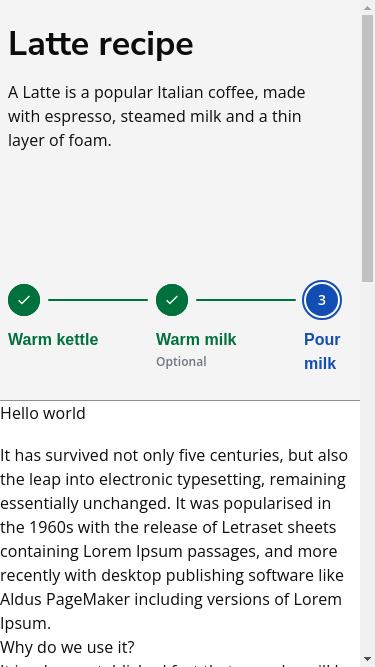 Latte recipe
A Latte is a popular Italian coffee, made
with espresso, steamed milk and a thin
layer of foam.
3
Warm kettle
Warm milk
Optional
Pour
milk
Hello world
It has survived not only five centuries, but also
the leap into electronic typesetting, remaining
essentially unchanged. It was popularised in
the 1960s with the release of Letraset sheets
containing Lorem Ipsum passages, and more
recently with desktop publishing software like
Aldus PageMaker including versions of Lorem
Ipsum.
Why do we use it?